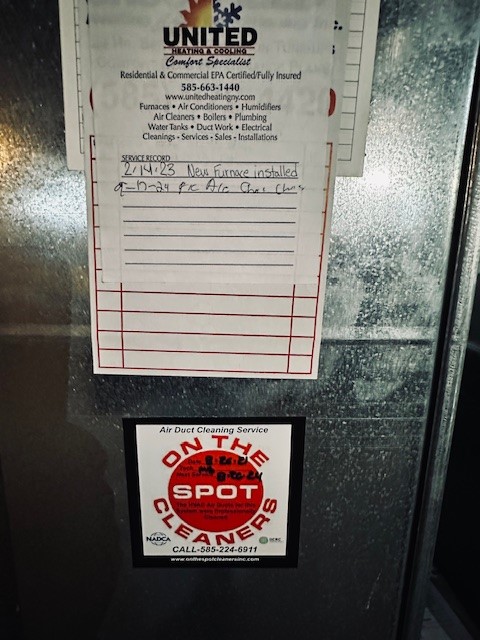 UNITED
HEATING & COOLING
Comfort Specialist
Residential & Commercial EPA Certified/Fully Insured
585-663-1440
www.unitedheatingny.com
Furnaces • Air Conditioners • Humidifiers
Air Cleaners • Boilers • Plumbing
Water Tanks • Duct Work • Electrical
Cleanings - Services - Sales - Installations
SERVICE RECORD
2/14/23 New Furnace installed
Air
Air Duct Cleaning Service
ON THE
SPOT
CLEANERS
NADCA
CALL-585-224-6911
www.onthespotcleanersinc.com